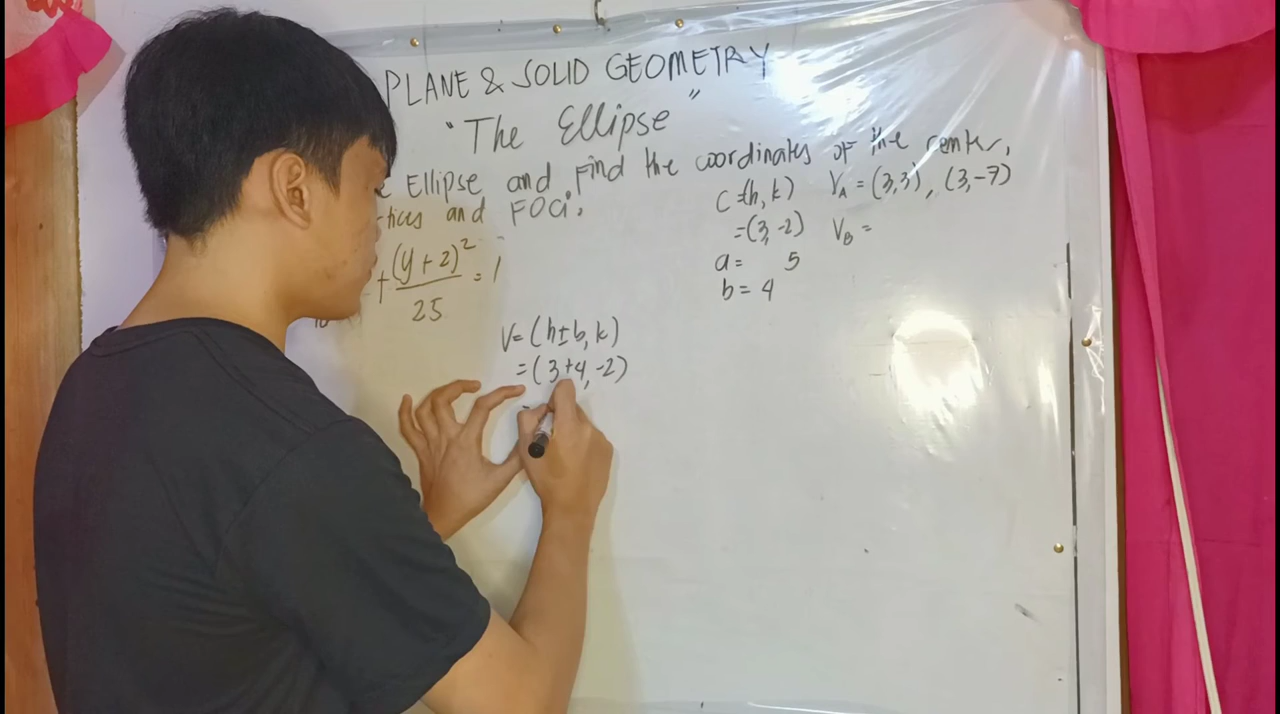 PLANE & SOLID GEOMETRY
"The Ellipse"
Ellipse and Find the coordinates of the center,
tices and FOCi.
+ (y + 2)² / 25 = 1
C = (h, k)
= (3, -2)
a = 5
b = 4
V_A = (3, 3), (3, -7)
V_B =
V = (h ± b, k)
= (3 + 4, -2)